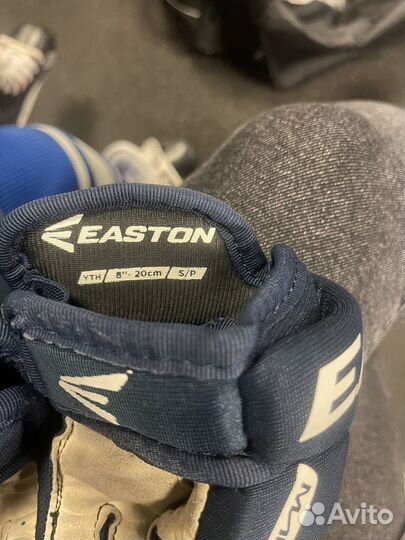 EASTON
YTH 8" - 20cm S/P
E
Avito